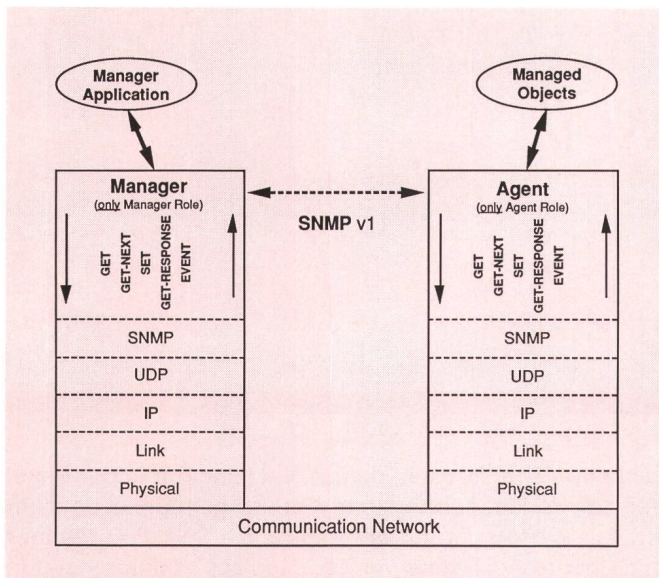 Manager
Application
Managed
Objects
Manager
(only Manager Role)
GET
GET-NEXT
SET
GET-RESPONSE
EVENT
SNMP v1
Agent
(only Agent Role)
GET
GET-NEXT
SET
GET-RESPONSE
EVENT
SNMP
UDP
IP
Link
Physical
SNMP
UDP
IP
Link
Physical
Communication Network